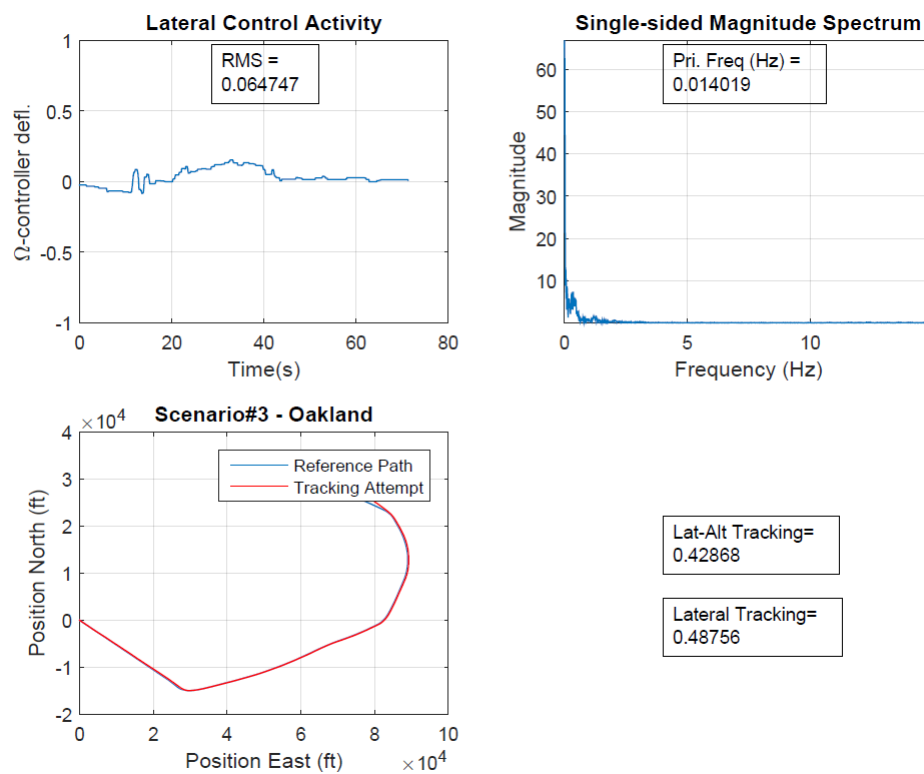 Lateral Control Activity
RMS =
0.064747
1
0.5
0
-0.5
-1
0
20
40
60
80
Ω-controller defl.
Time(s)
Single-sided Magnitude Spectrum
Pri. Freq (Hz) =
0.014019
60
50
40
30
20
10
0
5
10
Magnitude
Frequency (Hz)
Scenario#3 - Oakland
×10⁴
Reference Path
Tracking Attempt
4
3
2
1
0
-1
-2
0
2
4
6
8
10
Position North (ft)
Position East (ft)
×10⁴
Lat-Alt Tracking=
0.42868
Lateral Tracking=
0.48756